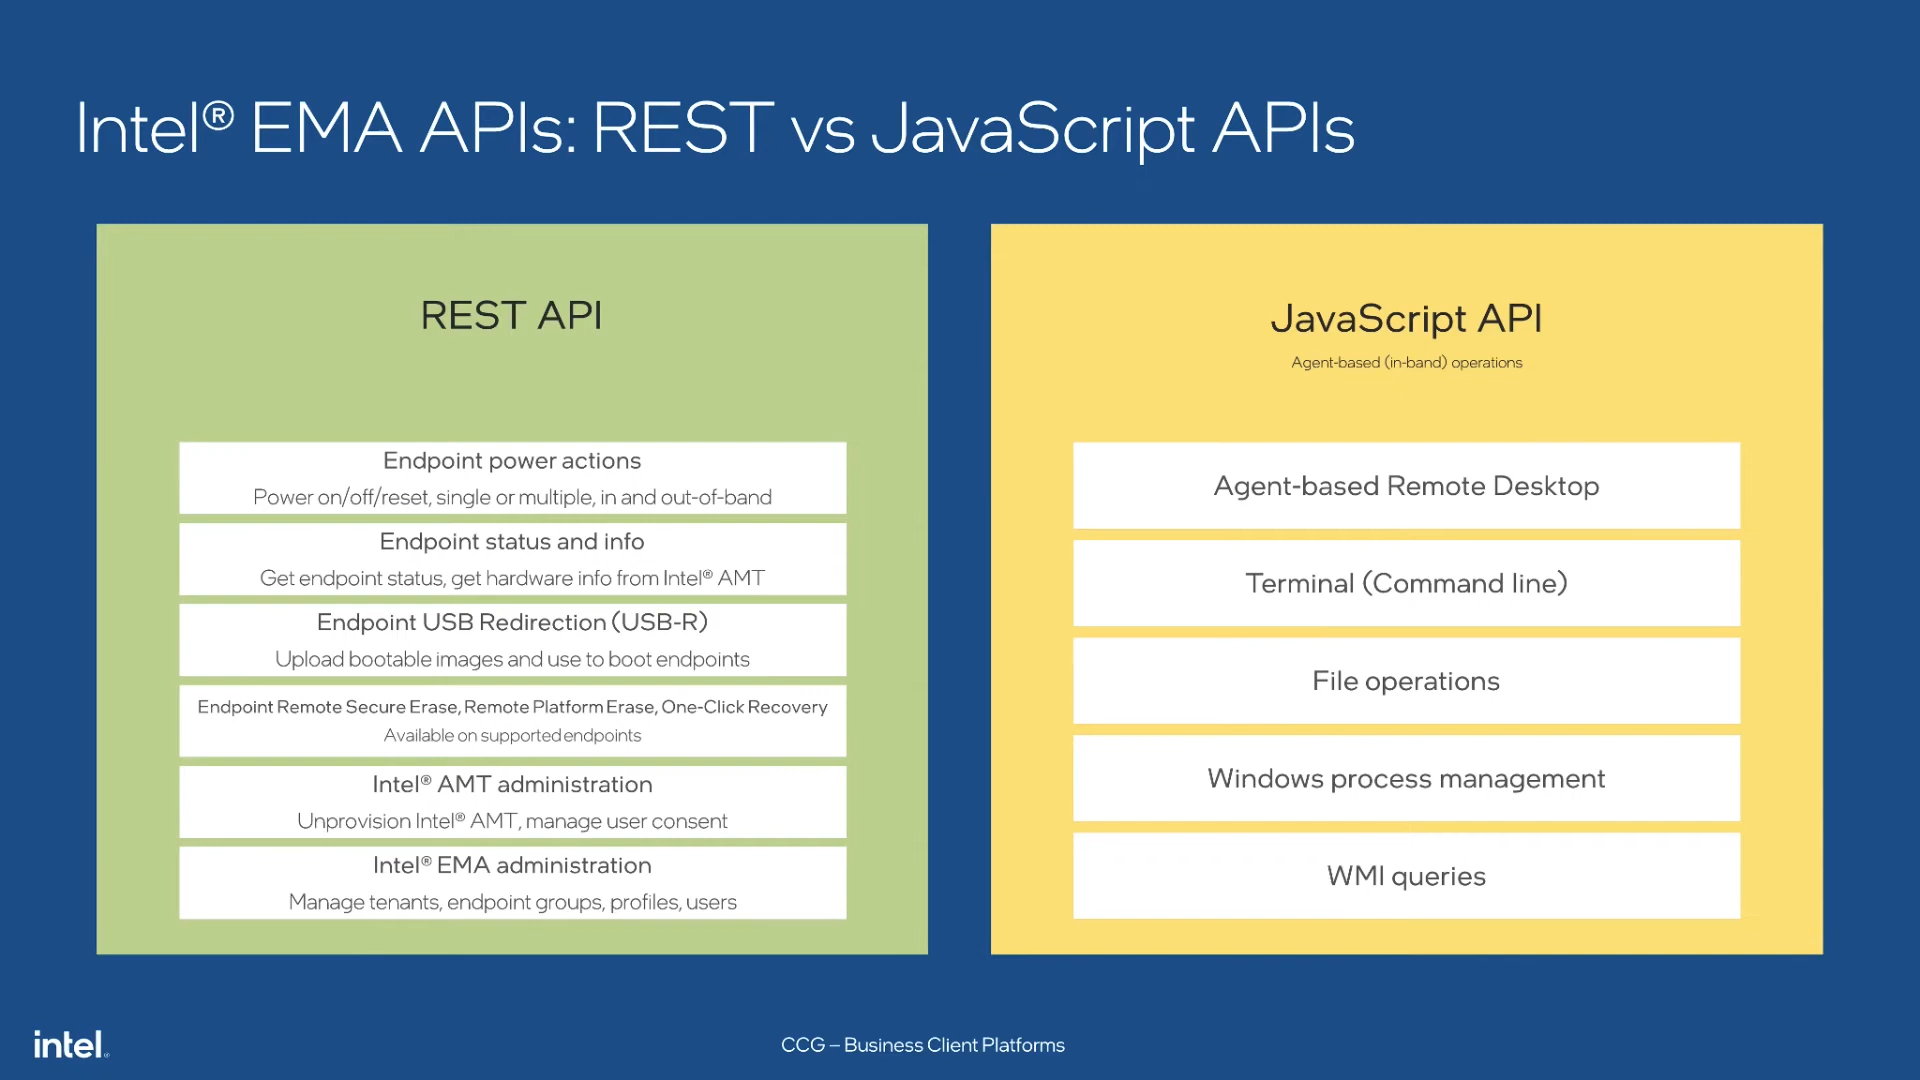 Intel® EMA APIs: REST vs JavaScript APIs
REST API
Endpoint power actions
Power on/off/reset, single or multiple, in and out-of-band
Endpoint status and info
Get endpoint status, get hardware info from Intel® AMT
Endpoint USB Redirection (USB-R)
Upload bootable images and use to boot endpoints
Endpoint Remote Secure Erase, Remote Platform Erase, One-Click Recovery
Available on supported endpoints
Intel® AMT administration
Unprovision Intel® AMT, manage user consent
Intel® EMA administration
Manage tenants, endpoint groups, profiles, users
JavaScript API
Agent-based (in-band) operations
Agent-based Remote Desktop
Terminal (Command line)
File operations
Windows process management
WMI queries
intel®
CCG – Business Client Platforms